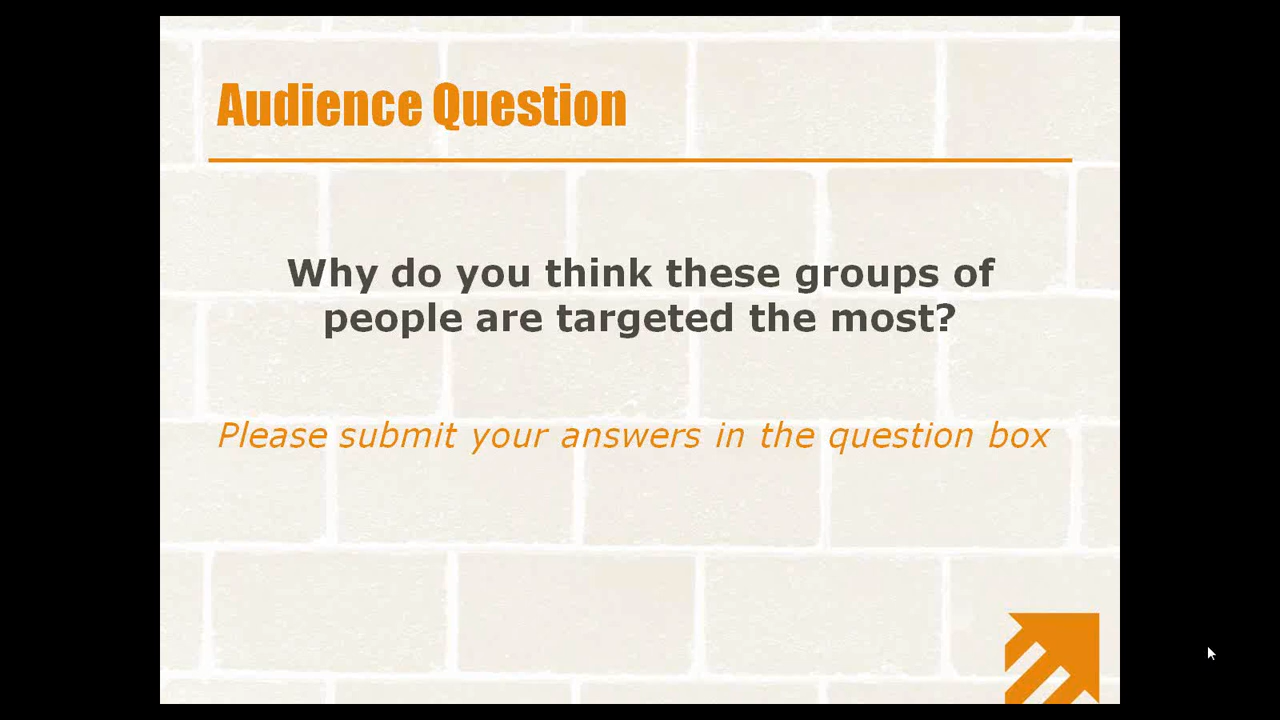 Audience Question
Why do you think these groups of
people are targeted the most?
Please submit your answers in the question box